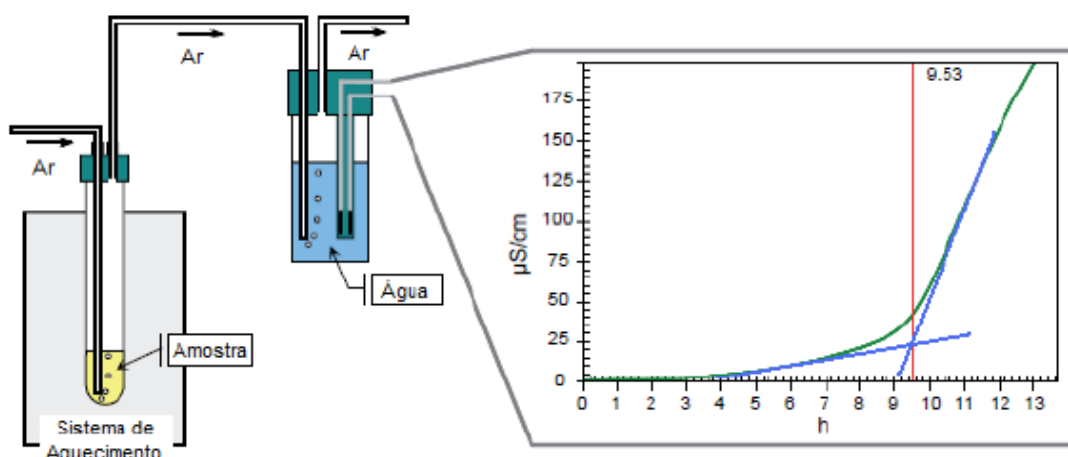 Ar
Ar
Ar
Água
Amostra
Sistema de
Aquecimento
9.53
175
150
125
100
75
50
25
0
µS/cm
0 1 2 3 4 5 6 7 8 9 10 11 12 13
h